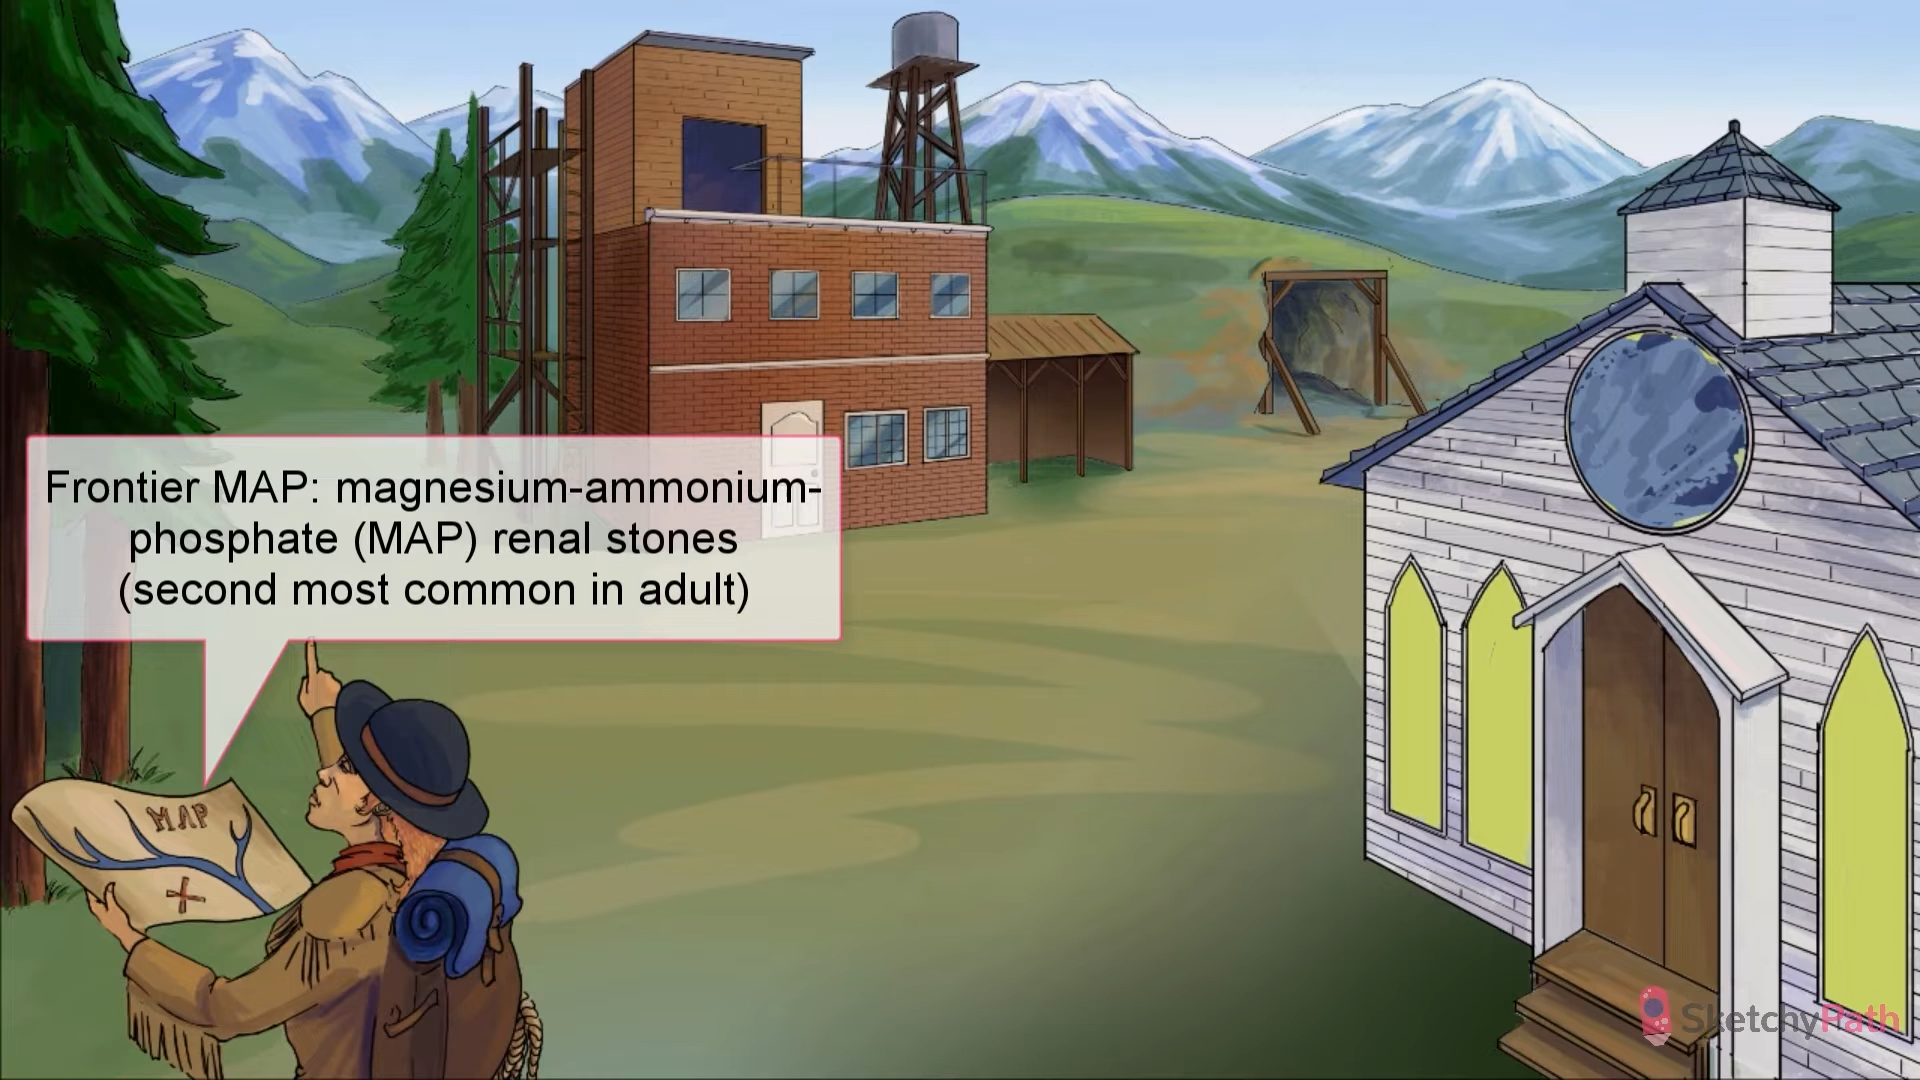 Frontier MAP: magnesium-ammonium-
phosphate (MAP) renal stones
(second most common in adult)
MAP
SketchyPath